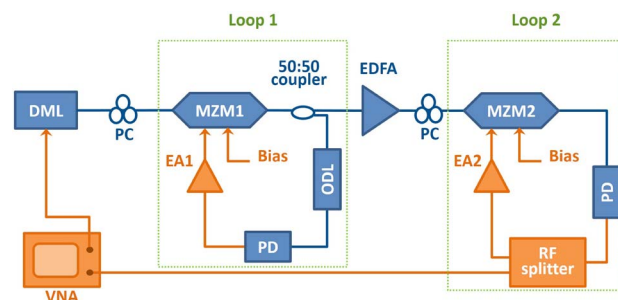 Loop 1
Loop 2
50:50
coupler
EDFA
DML
PC
MZM1
PC
MZM2
EA1
Bias
ODL
EA2
Bias
PD
PD
RF
splitter
VNA